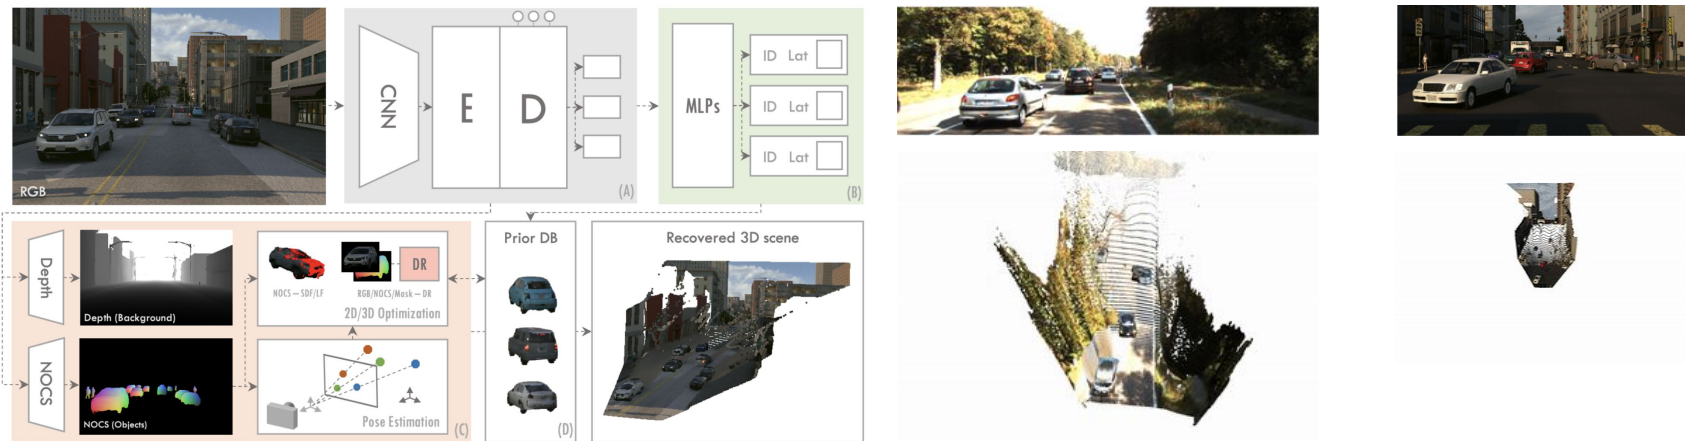 RGB
CNN
E
D
(A)
MLPs
ID Lat
ID Lat
ID Lat
(B)
Depth
Depth (Background)
NOCS
NOCS (Objects)
NOCS – SDF/LF
RGB/NOCS/Mask – DR
DR
2D/3D Optimization
Pose Estimation
(C)
Prior DB
(D)
Recovered 3D scene